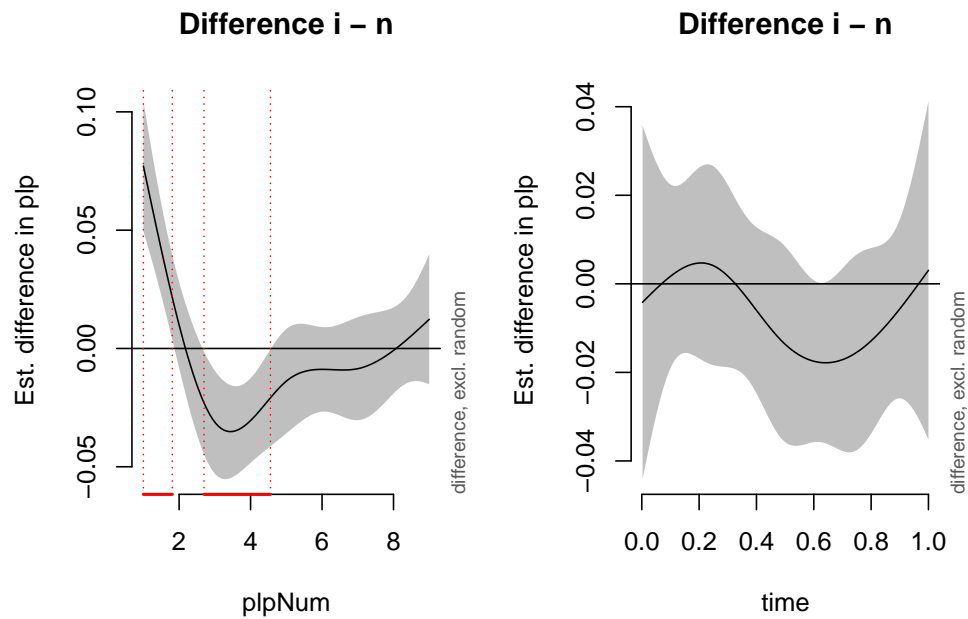 Difference i − n
Est. difference in plp
0.10
0.05
0.00
−0.05
2 4 6 8
plpNum
difference, excl. random
Difference i − n
Est. difference in plp
0.04
0.02
0.00
−0.02
−0.04
0.0 0.2 0.4 0.6 0.8 1.0
time
difference, excl. random